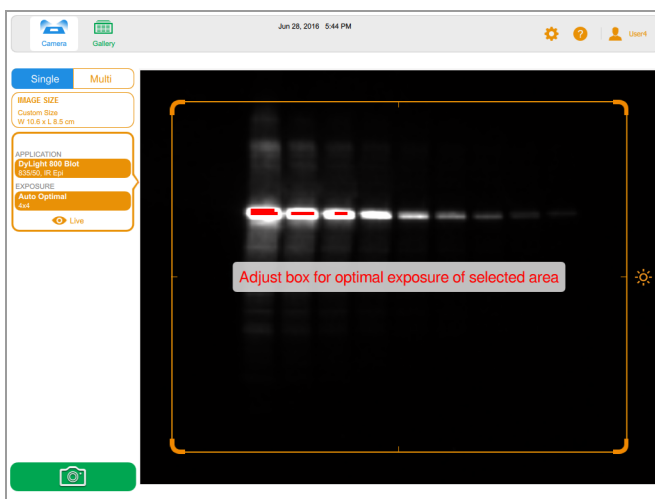 Jun 28, 2016 5:44 PM
Camera
Gallery
User4
Single
Multi
IMAGE SIZE
Custom Size
W 10.6 x L 8.5 cm
APPLICATION
DyLight 800 Blot
835/50, IR Epi
EXPOSURE
Auto Optimal
4x4
Live
Adjust box for optimal exposure of selected area